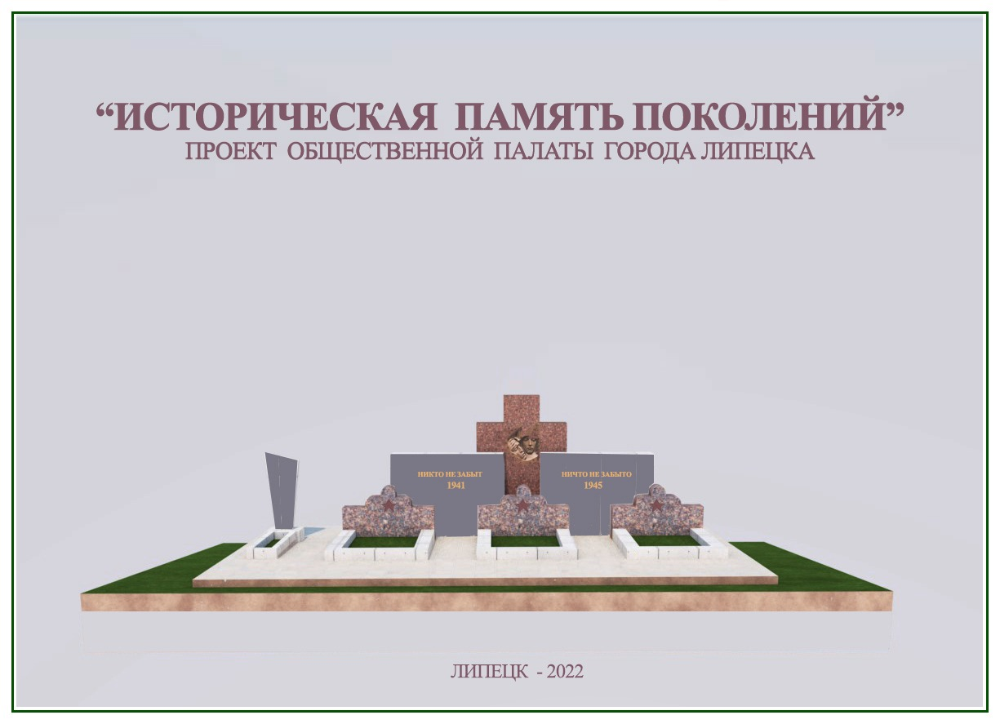 “ИСТОРИЧЕСКАЯ ПАМЯТЬ ПОКОЛЕНИЙ”
ПРОЕКТ ОБЩЕСТВЕННОЙ ПАЛАТЫ ГОРОДА ЛИПЕЦКА
НИКТО НЕ ЗАБЫТ
1941
НИЧТО НЕ ЗАБЫТО
1945
ЛИПЕЦК - 2022